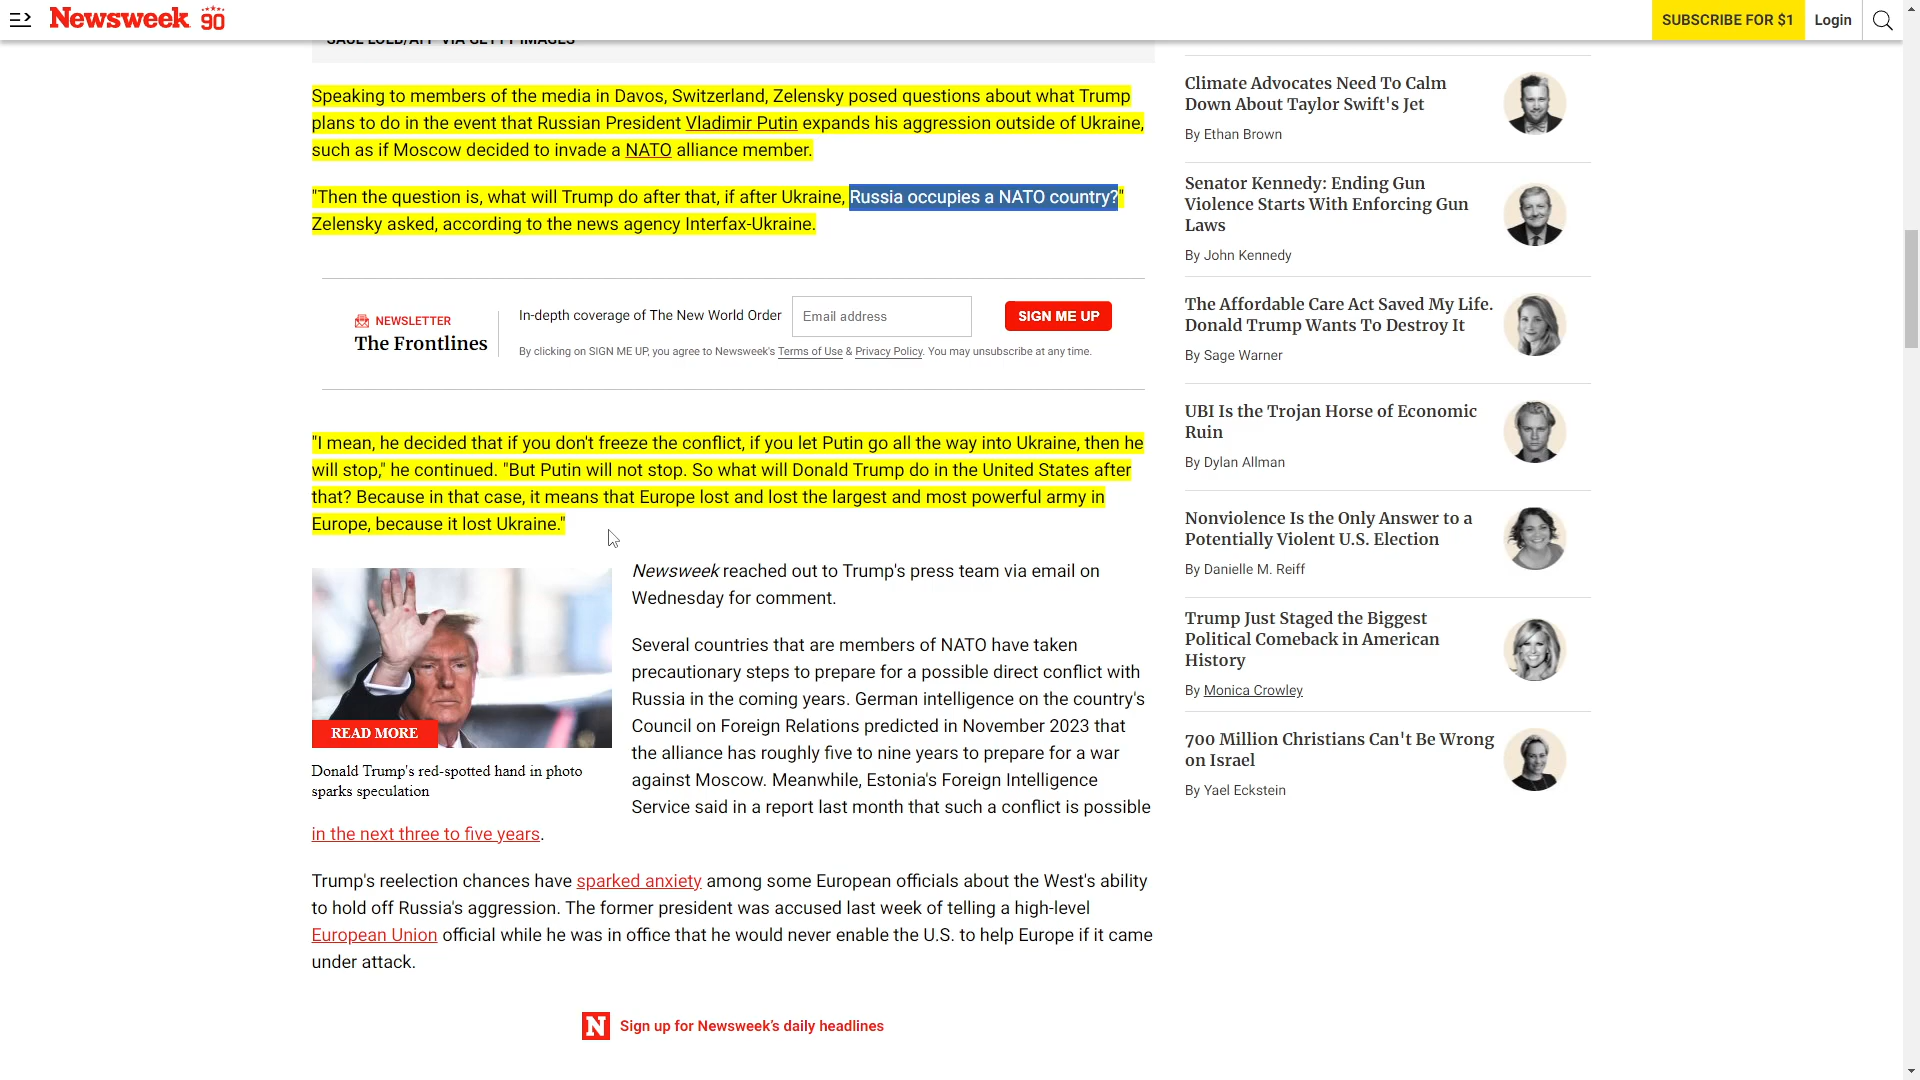 Newsweek 90
SUBSCRIBE FOR $1 Login
Speaking to members of the media in Davos, Switzerland, Zelensky posed questions about what Trump
plans to do in the event that Russian President Vladimir Putin expands his aggression outside of Ukraine,
such as if Moscow decided to invade a NATO alliance member.
"Then the question is, what will Trump do after that, if after Ukraine, Russia occupies a NATO country?"
Zelensky asked, according to the news agency Interfax-Ukraine.
NEWSLETTER
The Frontlines
In-depth coverage of The New World Order
Email address
SIGN ME UP
By clicking on SIGN ME UP, you agree to Newsweek's Terms of Use & Privacy Policy. You may unsubscribe at any time.
"I mean, he decided that if you don't freeze the conflict, if you let Putin go all the way into Ukraine, then he
will stop," he continued. "But Putin will not stop. So what will Donald Trump do in the United States after
that? Because in that case, it means that Europe lost and lost the largest and most powerful army in
Europe, because it lost Ukraine."
READ MORE
Donald Trump's red-spotted hand in photo
sparks speculation
Newsweek reached out to Trump's press team via email on
Wednesday for comment.
Several countries that are members of NATO have taken
precautionary steps to prepare for a possible direct conflict with
Russia in the coming years. German intelligence on the country's
Council on Foreign Relations predicted in November 2023 that
the alliance has roughly five to nine years to prepare for a war
against Moscow. Meanwhile, Estonia's Foreign Intelligence
Service said in a report last month that such a conflict is possible
in the next three to five years.
Trump's reelection chances have sparked anxiety among some European officials about the West's ability
to hold off Russia's aggression. The former president was accused last week of telling a high-level
European Union official while he was in office that he would never enable the U.S. to help Europe if it came
under attack.
N Sign up for Newsweek's daily headlines
Climate Advocates Need To Calm
Down About Taylor Swift's Jet
By Ethan Brown
Senator Kennedy: Ending Gun
Violence Starts With Enforcing Gun
Laws
By John Kennedy
The Affordable Care Act Saved My Life.
Donald Trump Wants To Destroy It
By Sage Warner
UBI Is the Trojan Horse of Economic
Ruin
By Dylan Allman
Nonviolence Is the Only Answer to a
Potentially Violent U.S. Election
By Danielle M. Reiff
Trump Just Staged the Biggest
Political Comeback in American
History
By Monica Crowley
700 Million Christians Can't Be Wrong
on Israel
By Yael Eckstein